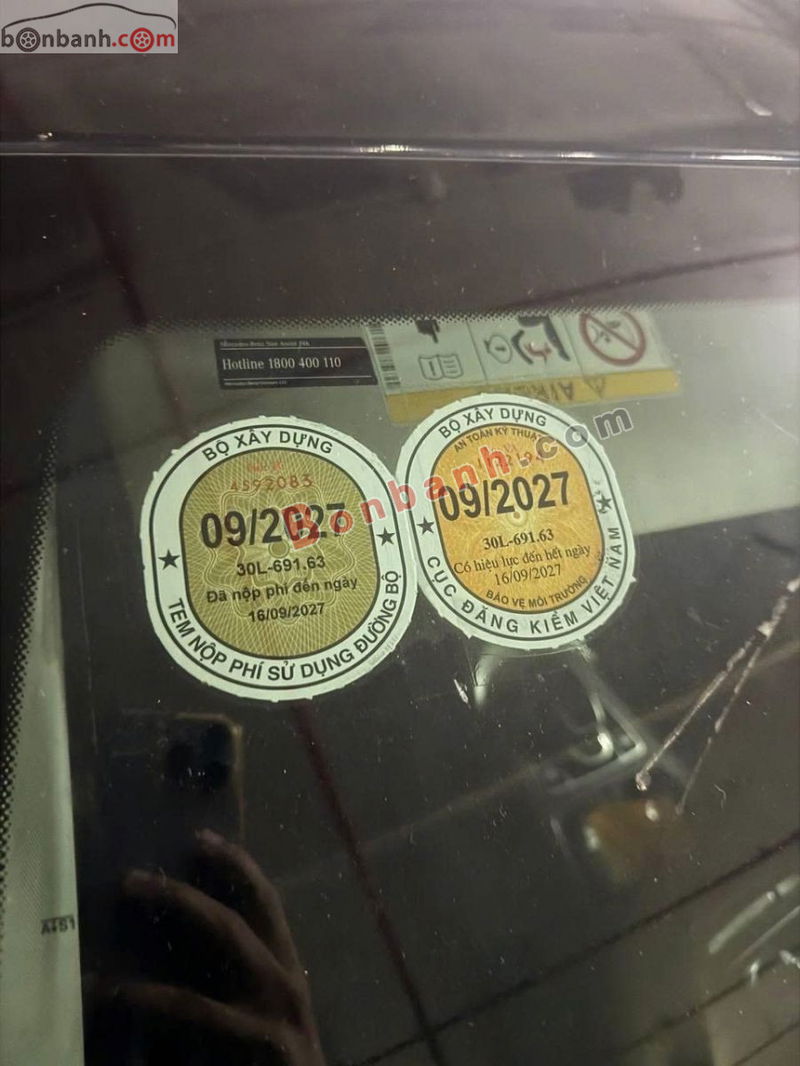 bonbanh.com
Mercedes-Benz
Hotline 1800 400 110
BỘ XÂY DỰNG
4592083
09/2027
30L-691.63
Đã nộp phí đến ngày
16/09/2027
TEM NỘP PHÍ SỬ DỤNG ĐƯỜNG BỘ
BỘ XÂY DỰNG
AN TOÀN KỸ THUẬT
09/2027
30L-691.63
Có hiệu lực đến hết ngày
16/09/2027
BẢO VỆ MÔI TRƯỜNG
CỤC ĐĂNG KIỂM VIỆT NAM
Bonbanh.com